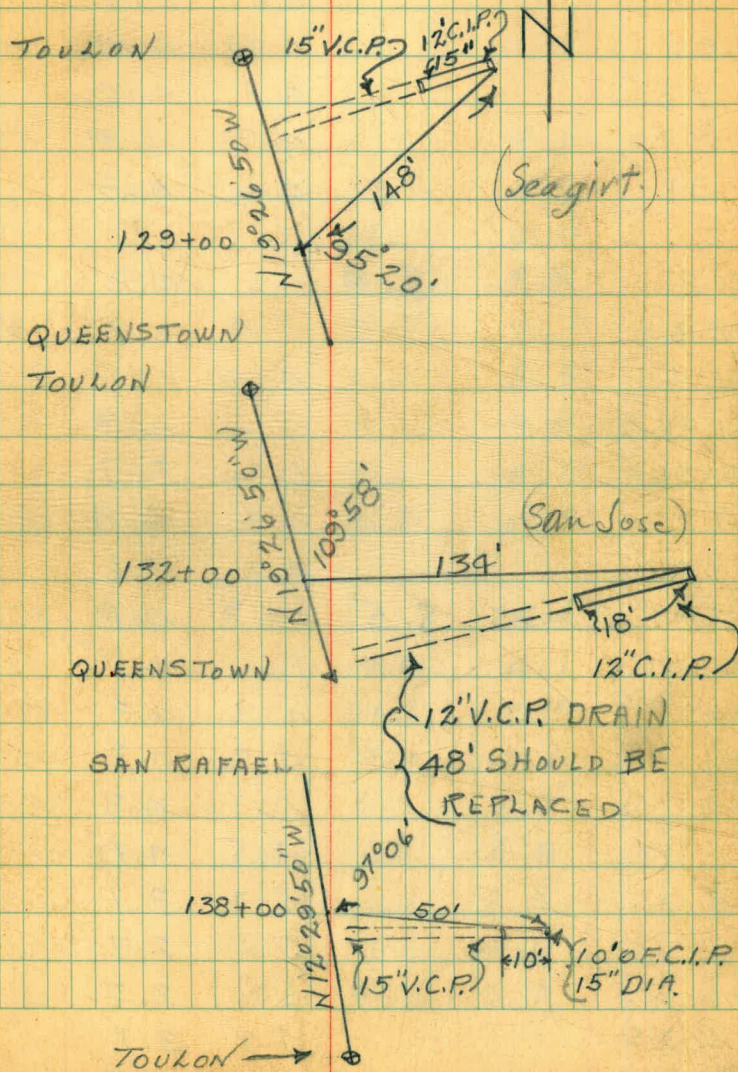 N
TOULON
15" V.C.P.
12' C.I.P.
15"
148'
(Seagirt.)
129+00
N19°26'50"W
95°20'
QUEENSTOWN
TOULON
N19°26'50"W
109°58'
(San Jose)
132+00
134'
18'
12" C.I.P.
QUEENSTOWN
12" V.C.P. DRAIN
48' SHOULD BE
REPLACED
SAN RAFAEL
N12°29'50"W
97°06'
138+00
50'
10'
10' OF C.I.P.
15" DIA.
15" V.C.P.
TOULON